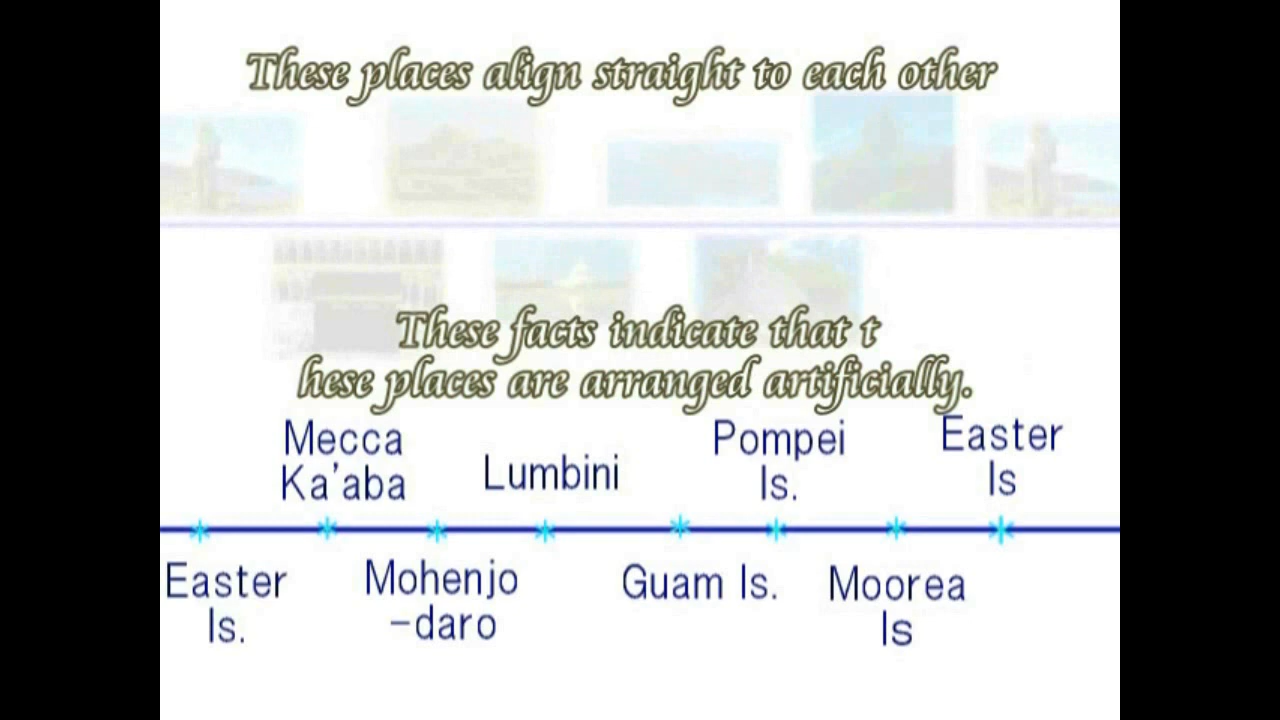 These places align straight to each other
These facts indicate that t
hese places are arranged artificially.
Mecca
Ka'aba
Lumbini
Pompei
Is.
Easter
Is
Easter
Is.
Mohenjo
-daro
Guam Is.
Moorea
Is